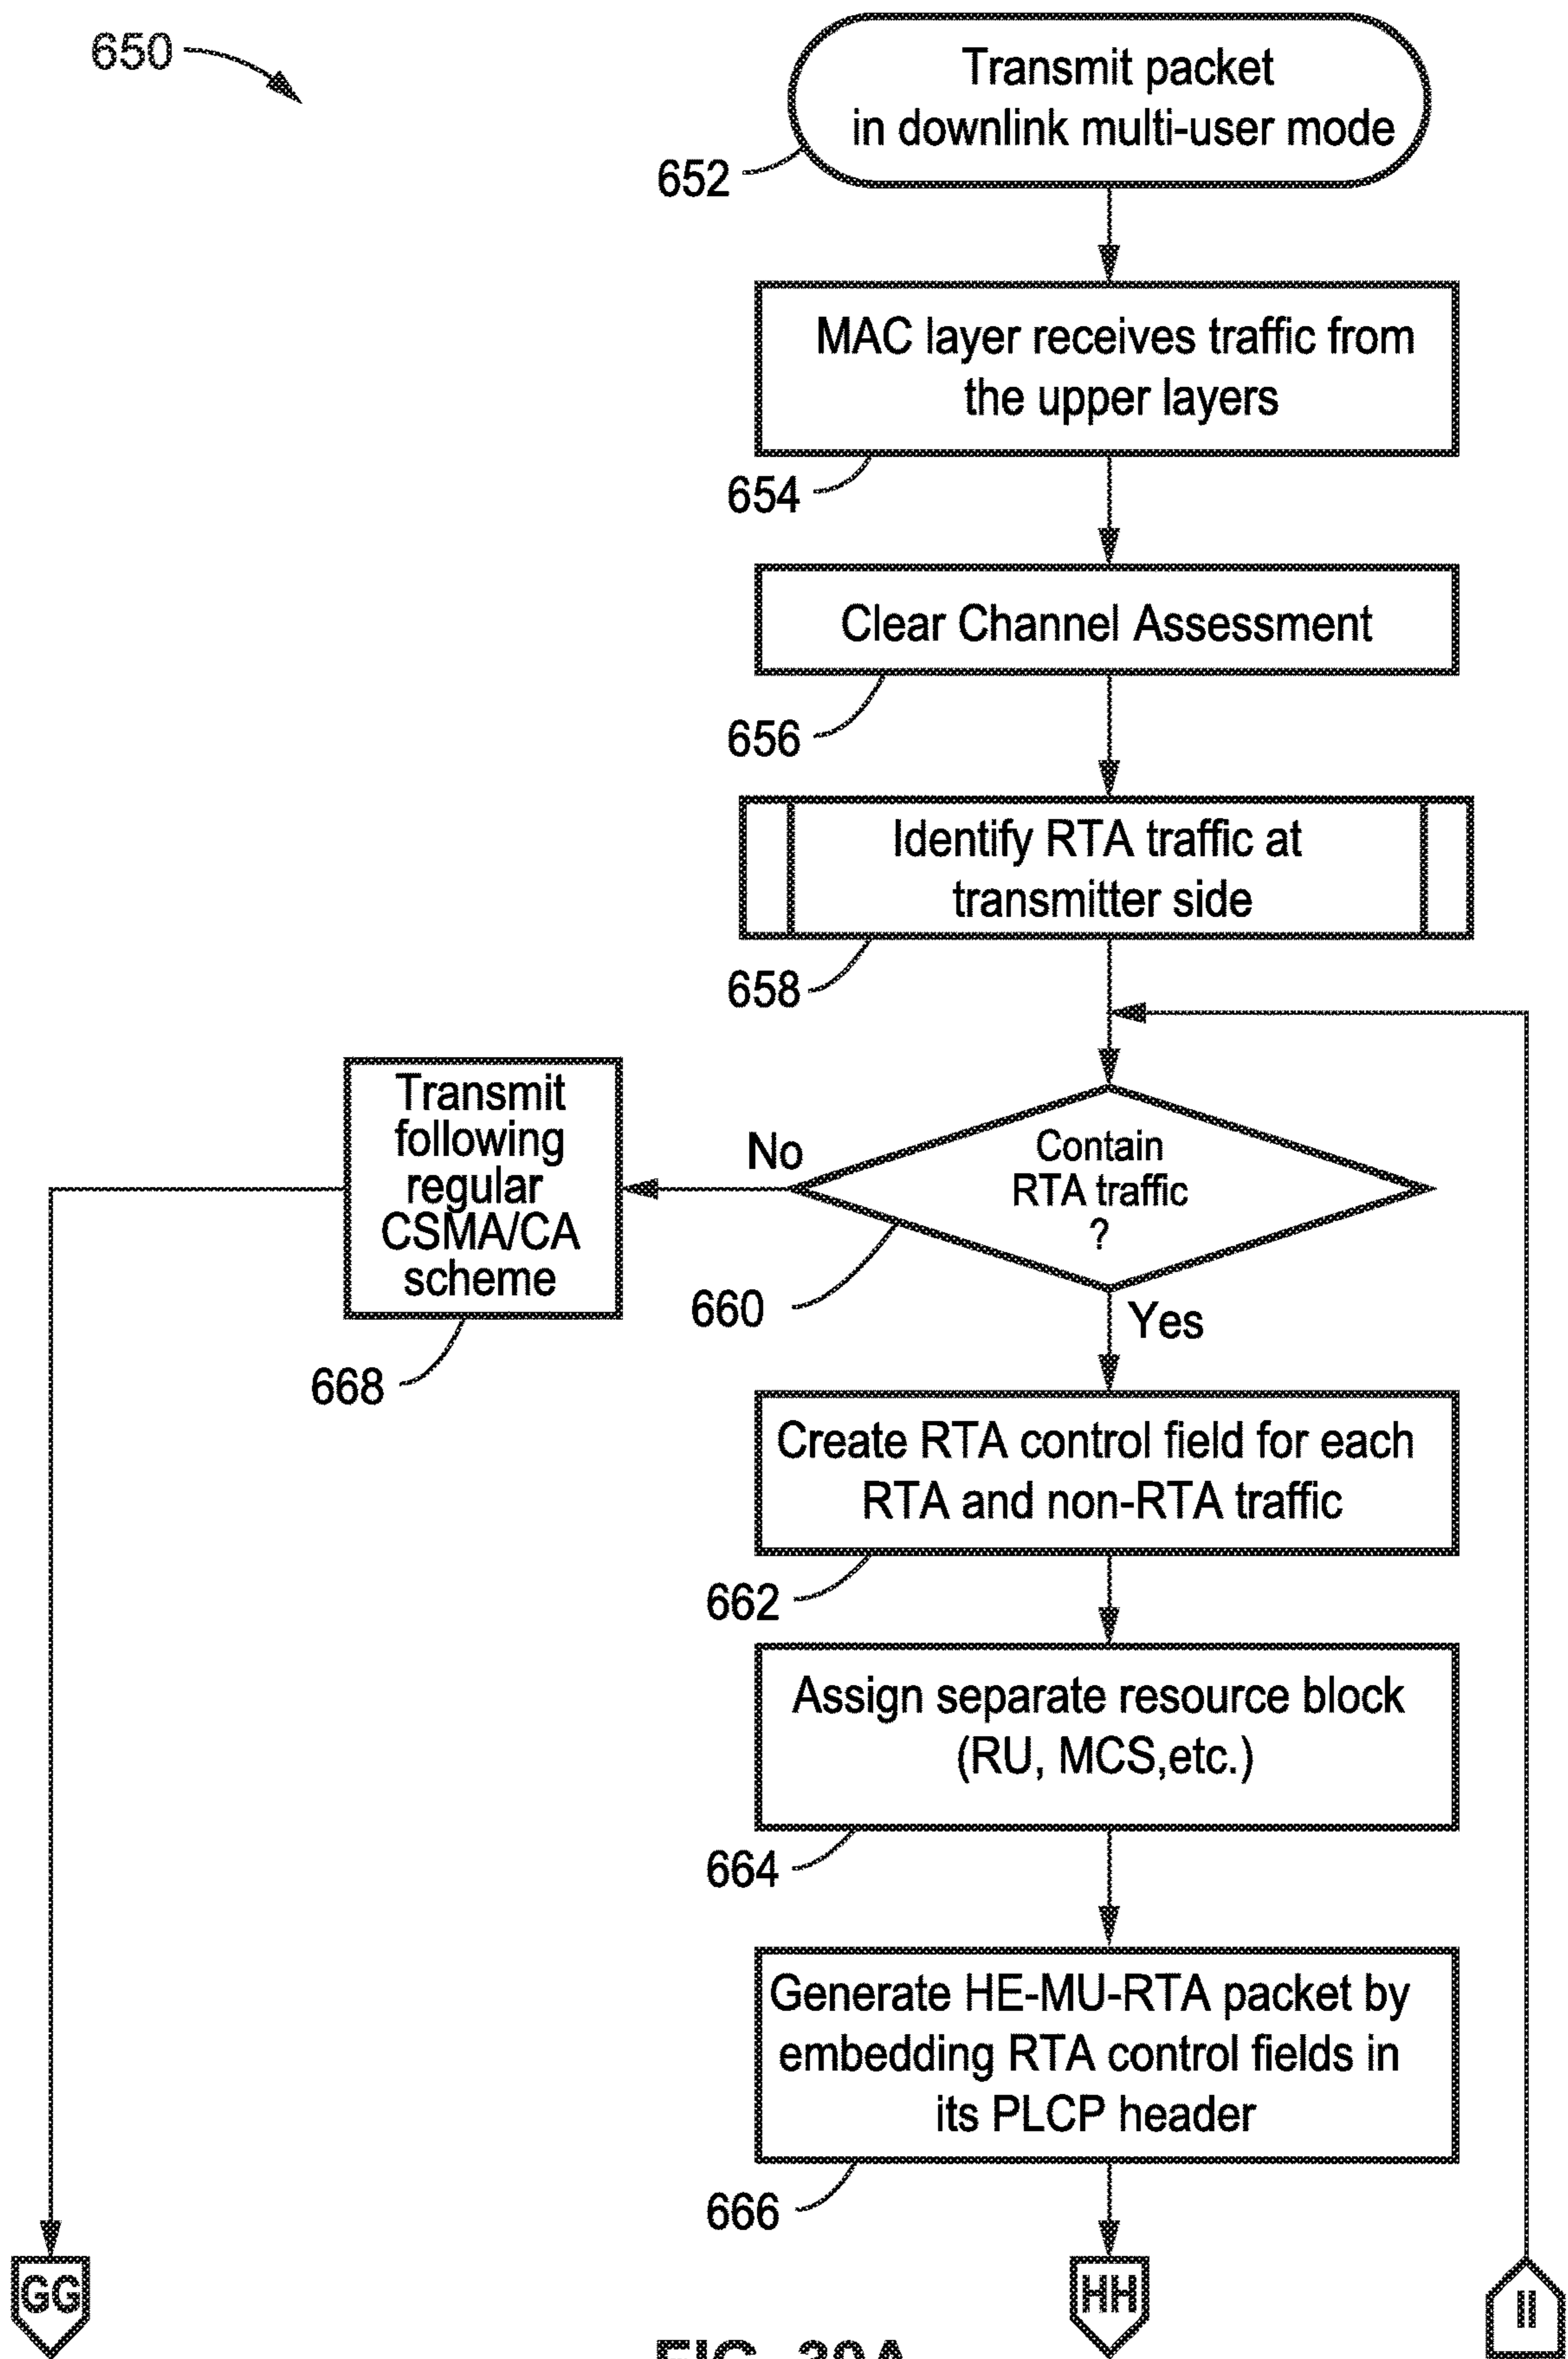 650
Transmit packet
in downlink multi-user mode
652
MAC layer receives traffic from
the upper layers
654
Clear Channel Assessment
656
Identify RTA traffic at
transmitter side
658
Transmit
following
regular
CSMA/CA
scheme
668
No
Contain
RTA traffic
?
660
Yes
Create RTA control field for each
RTA and non-RTA traffic
662
Assign separate resource block
(RU, MCS,etc.)
664
Generate HE-MU-RTA packet by
embedding RTA control fields in
its PLCP header
666
GG
HH
II